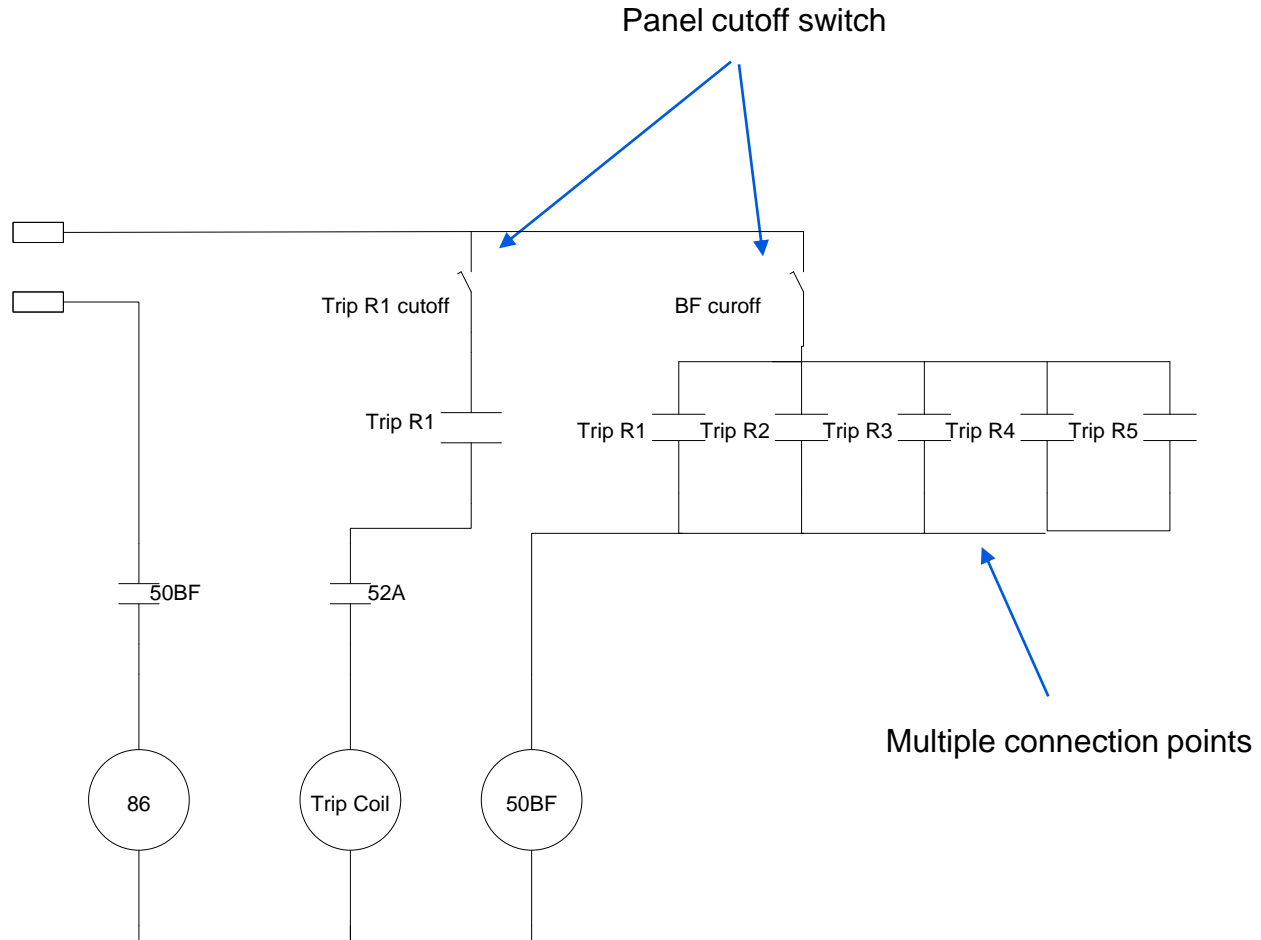 Panel cutoff switch
Trip R1 cutoff
BF curoff
Trip R1
Trip R1
Trip R2
Trip R3
Trip R4
Trip R5
50BF
52A
Multiple connection points
86
Trip Coil
50BF